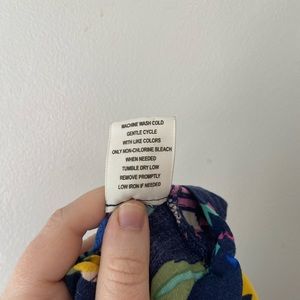 MACHINE WASH COLD
GENTLE CYCLE
WITH LIKE COLORS
ONLY NON-CHLORINE BLEACH
WHEN NEEDED
TUMBLE DRY LOW
REMOVE PROMPTLY
LOW IRON IF NEEDED